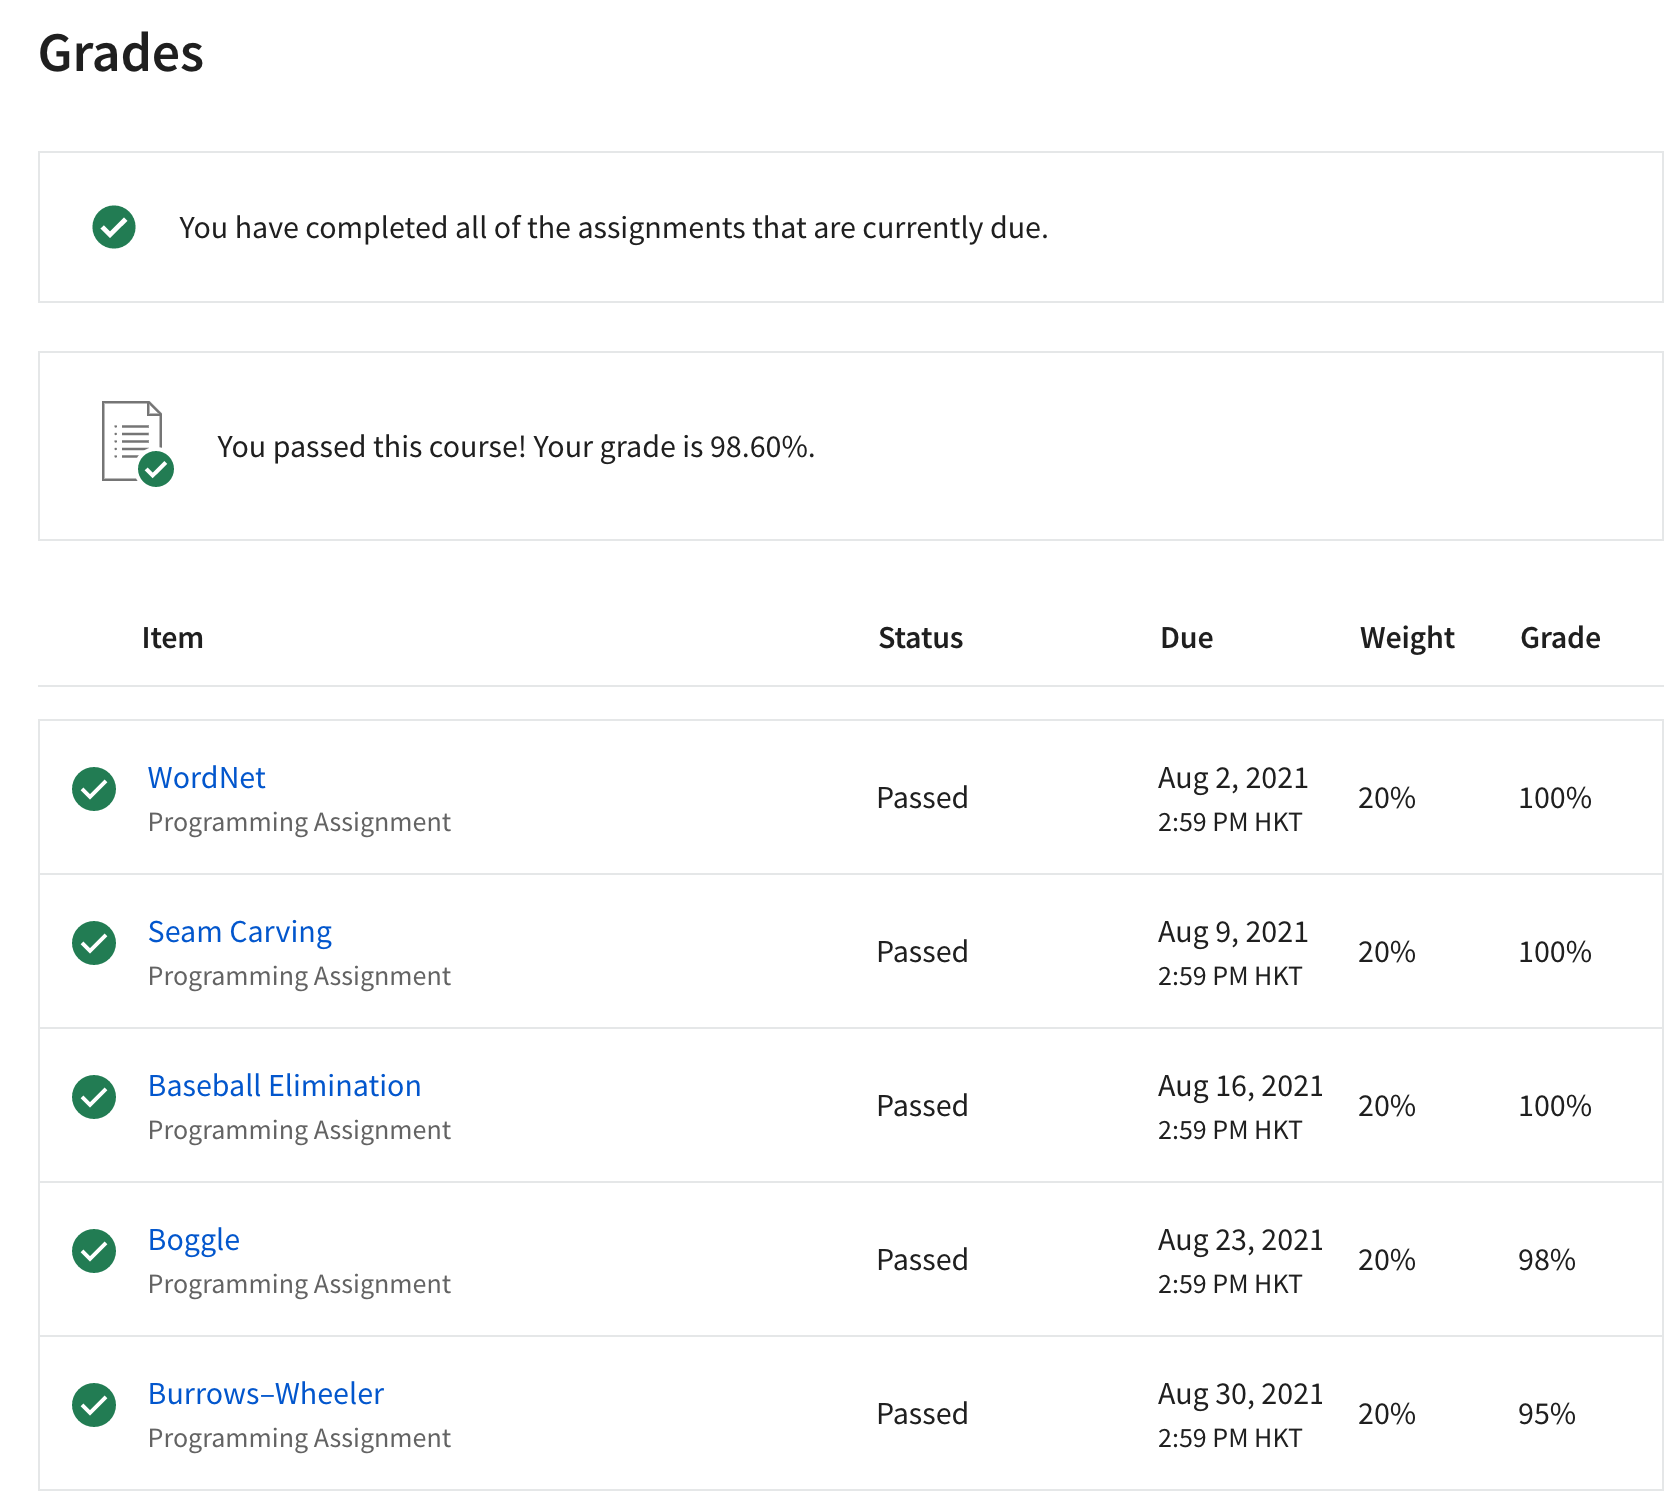 Grades
You have completed all of the assignments that are currently due.
You passed this course! Your grade is 98.60%.
Item Status Due Weight Grade
WordNet
Programming Assignment
Passed
Aug 2, 2021
2:59 PM HKT
20%
100%
Seam Carving
Programming Assignment
Passed
Aug 9, 2021
2:59 PM HKT
20%
100%
Baseball Elimination
Programming Assignment
Passed
Aug 16, 2021
2:59 PM HKT
20%
100%
Boggle
Programming Assignment
Passed
Aug 23, 2021
2:59 PM HKT
20%
98%
Burrows–Wheeler
Programming Assignment
Passed
Aug 30, 2021
2:59 PM HKT
20%
95%